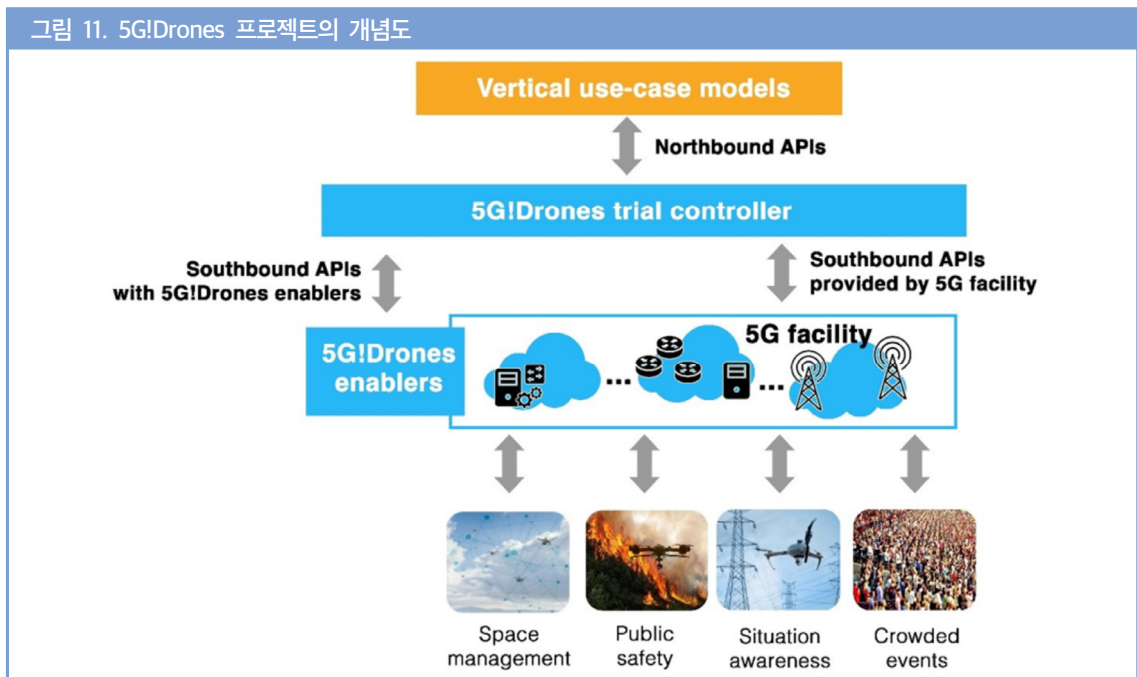 그림 11. 5G!Drones 프로젝트의 개념도
Vertical use-case models
Northbound APIs
5G!Drones trial controller
Southbound APIs
with 5G!Drones enablers
Southbound APIs
provided by 5G facility
5G!Drones
enablers
5G facility
...
...
Space
management
Public
safety
Situation
awareness
Crowded
events